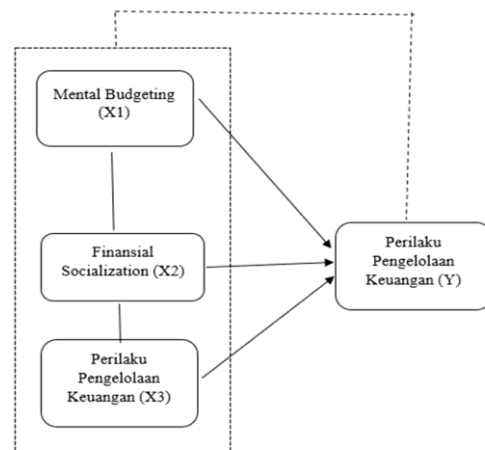 Mental Budgeting
(X1)
Finansial
Socialization (X2)
Perilaku
Pengelolaan
Keuangan (X3)
Perilaku
Pengelolaan
Keuangan (Y)